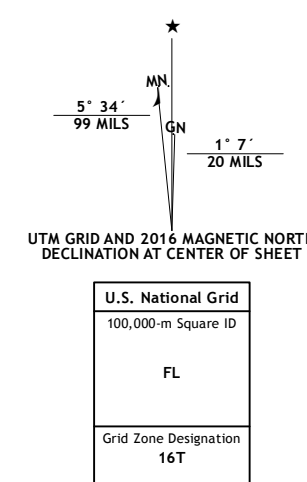 ★
MN.
5° 34´
99 MILS
GN
1° 7´
20 MILS
UTM GRID AND 2016 MAGNETIC NORT
DECLINATION AT CENTER OF SHEET
U.S. National Grid
100,000-m Square ID
FL
Grid Zone Designation
16T